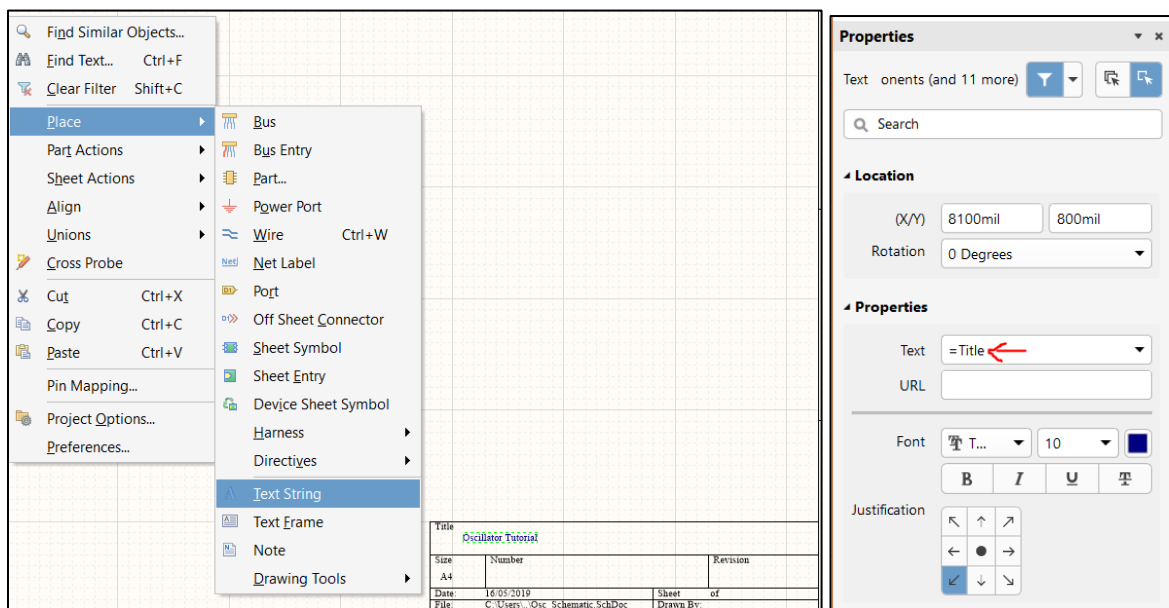 Find Similar Objects...
Find Text... Ctrl+F
Clear Filter Shift+C
Place
Part Actions
Sheet Actions
Align
Unions
Cross Probe
Cut Ctrl+X
Copy Ctrl+C
Paste Ctrl+V
Pin Mapping...
Project Options...
Preferences...
Bus
Bus Entry
Part...
Power Port
Wire Ctrl+W
Net Label
Port
Off Sheet Connector
Sheet Symbol
Sheet Entry
Device Sheet Symbol
Harness
Directives
Text String
Text Frame
Note
Drawing Tools
Title
Oscillator Tutorial
Size Number Revision
A4
Date: 16/05/2019 Sheet of
File: C:\Users\...\Osc_Schematic.SchDoc Drawn By:
Properties
Text onents (and 11 more)
Search
Location
(X/Y) 8100mil 800mil
Rotation 0 Degrees
Properties
Text =Title
URL
Font T... 10
B I U T
Justification